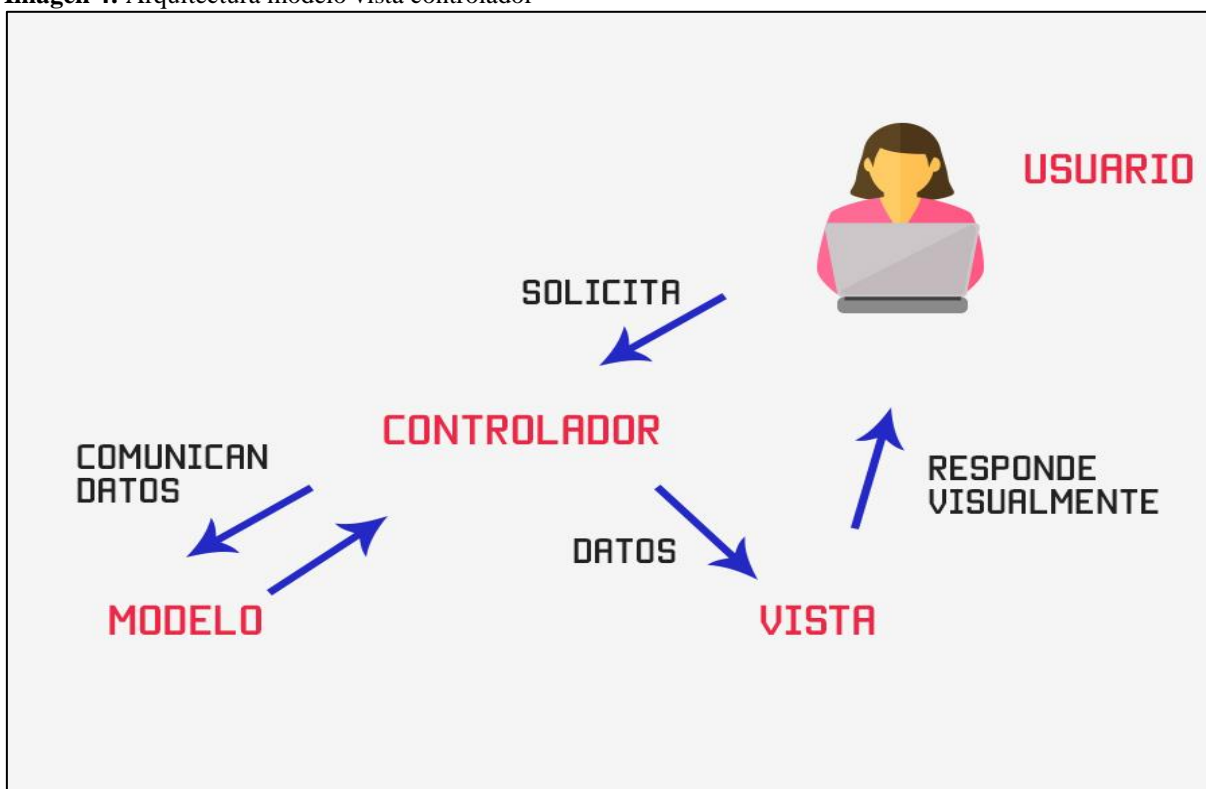 Imagen 4. Arquitectura modelo vista controlador
USUARIO
SOLICITA
CONTROLADOR
COMUNICAN
DATOS
RESPONDE
VISUALMENTE
DATOS
MODELO
VISTA